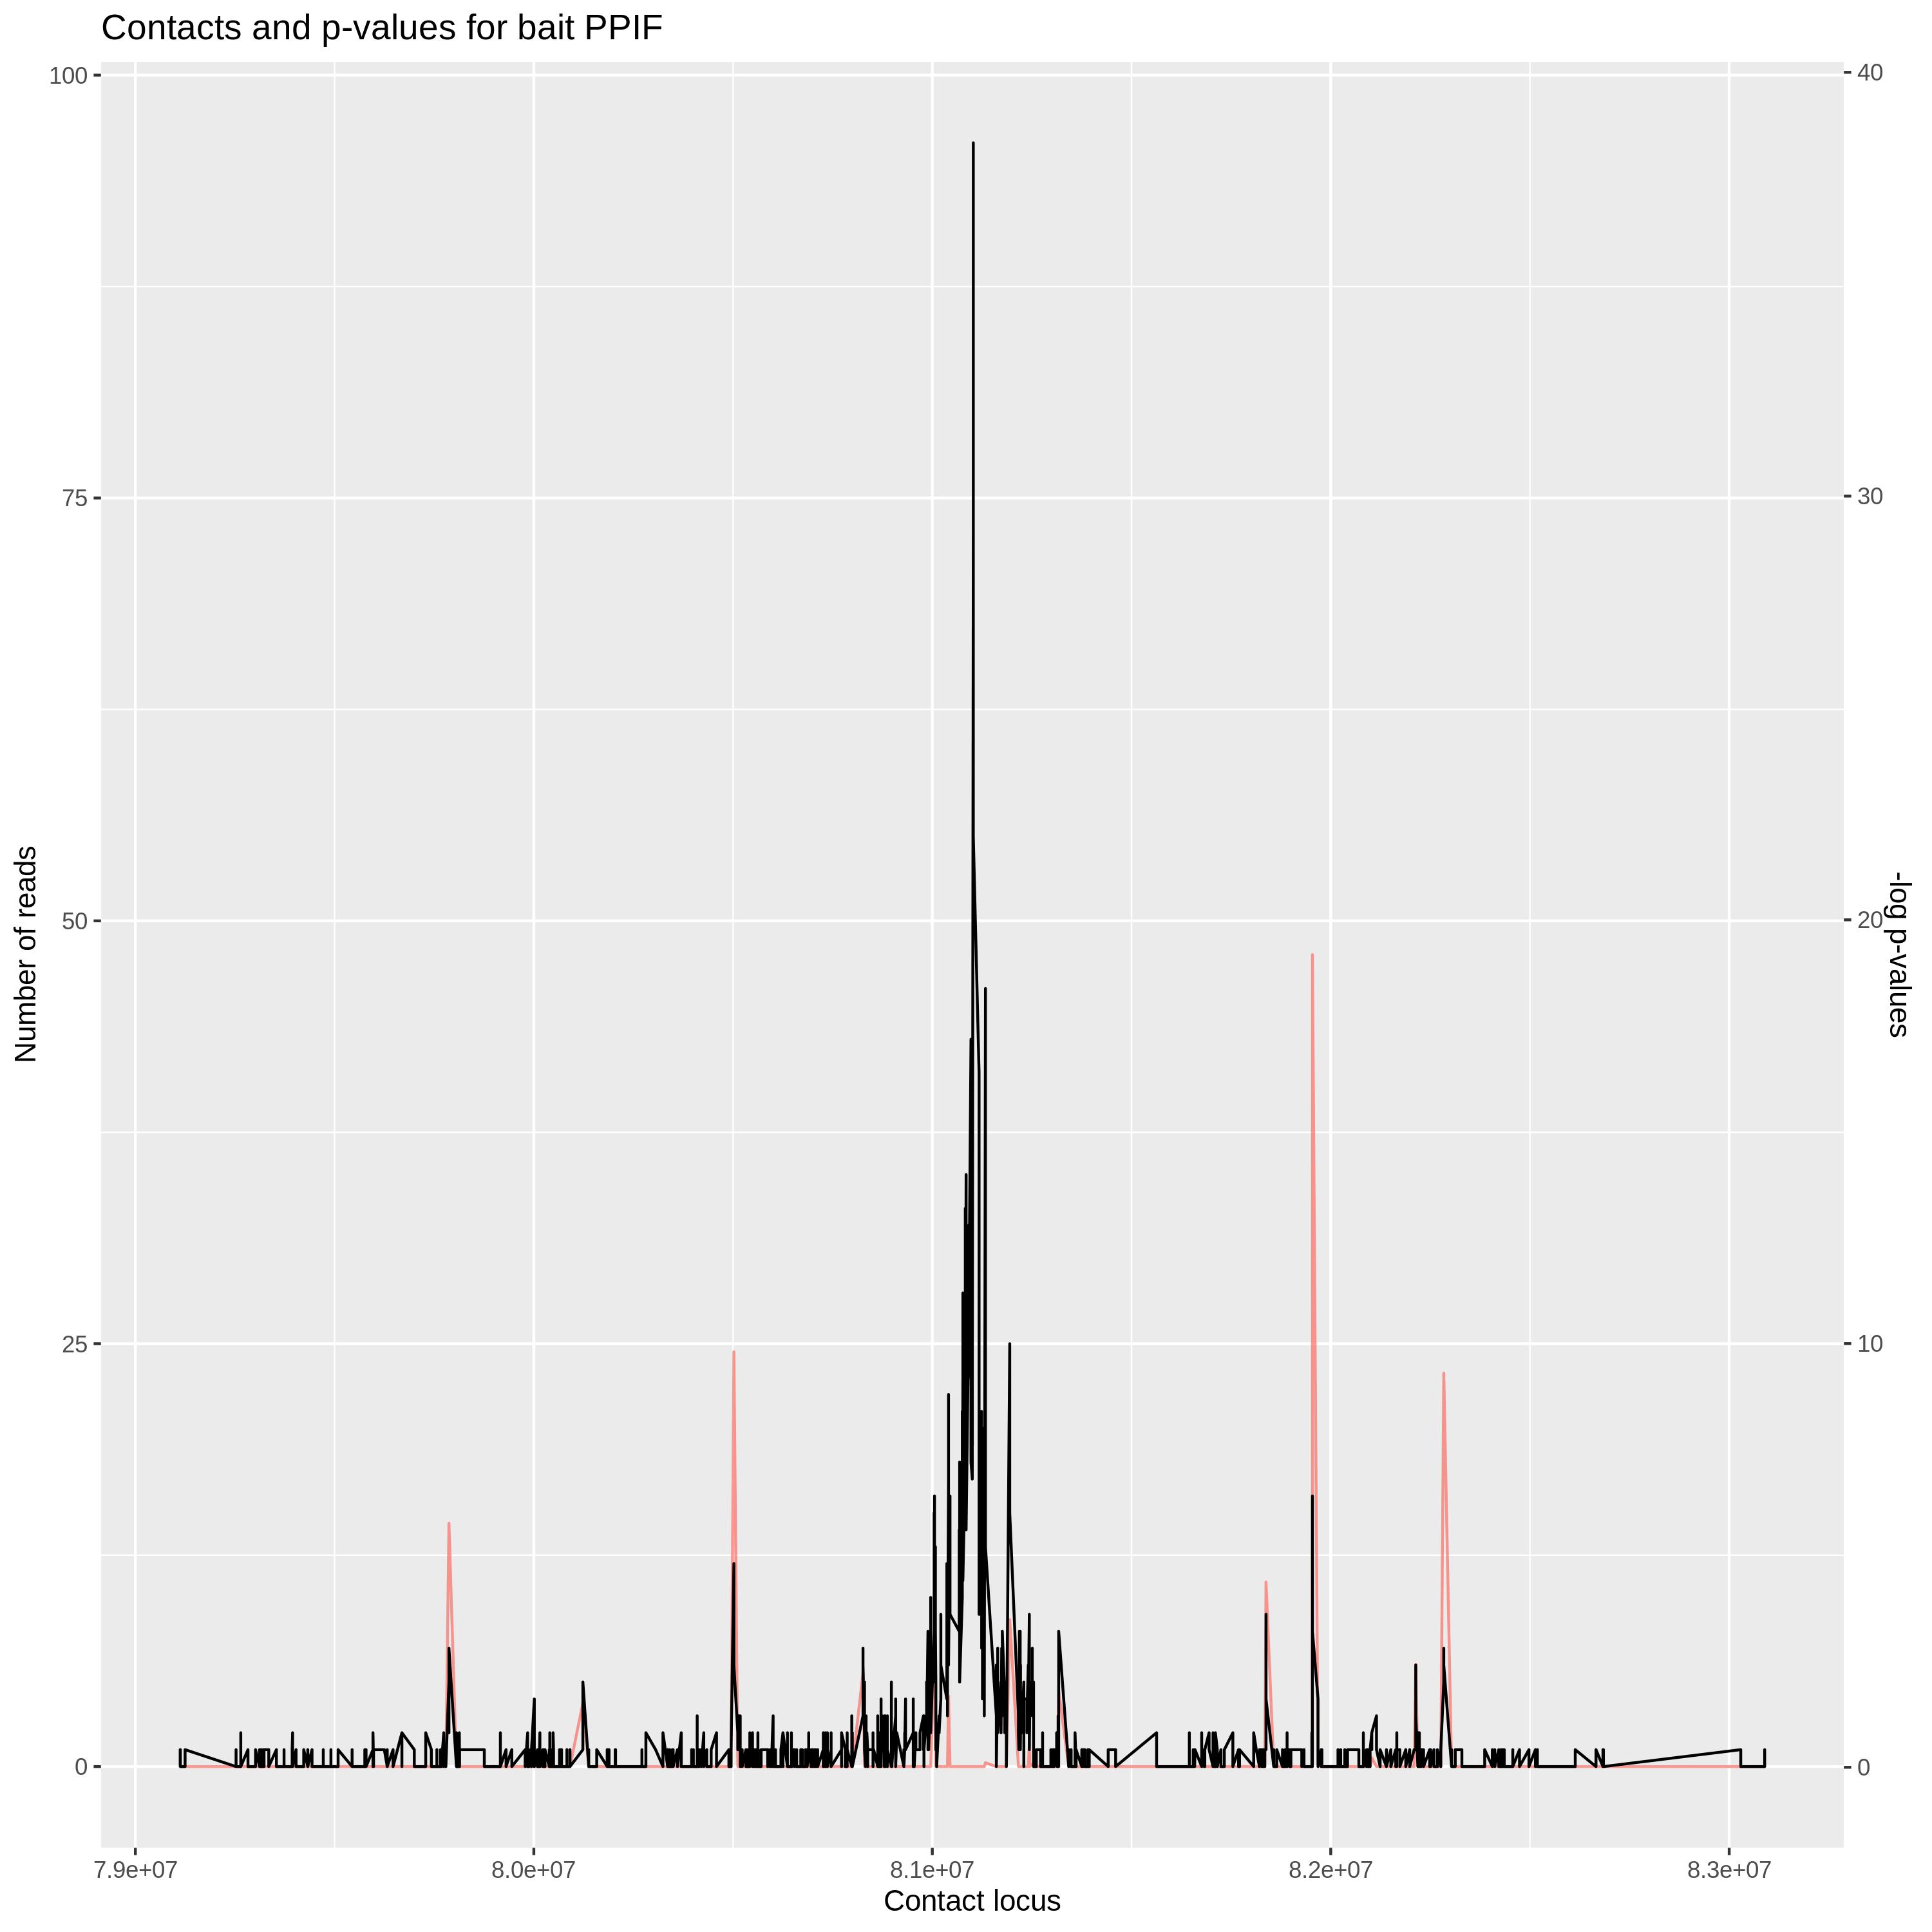 Contacts and p-values for bait PPIF
100
75
50
25
0
Number of reads
40
30
20
10
0
-log p-values
7.9e+07
8.0e+07
8.1e+07
8.2e+07
8.3e+07
Contact locus